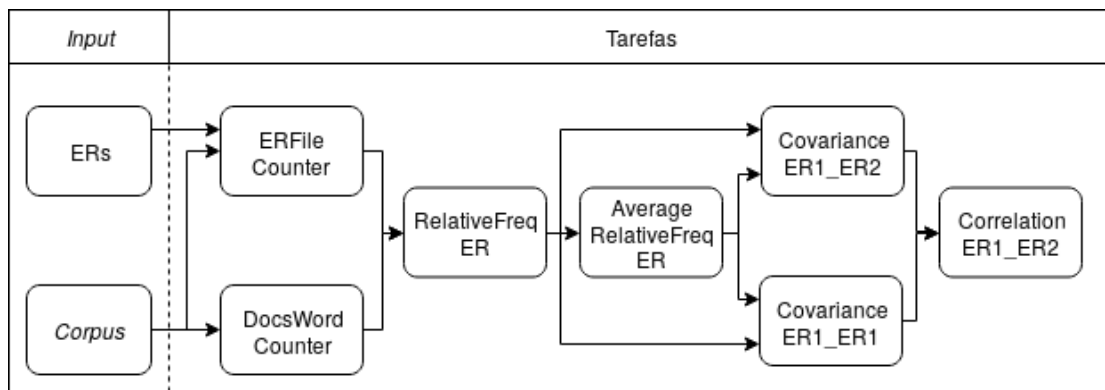 Input
Tarefas
ERs
ERFile
Counter
Covariance
ER1_ER2
RelativeFreq
ER
Average
RelativeFreq
ER
Correlation
ER1_ER2
Corpus
DocsWord
Counter
Covariance
ER1_ER1